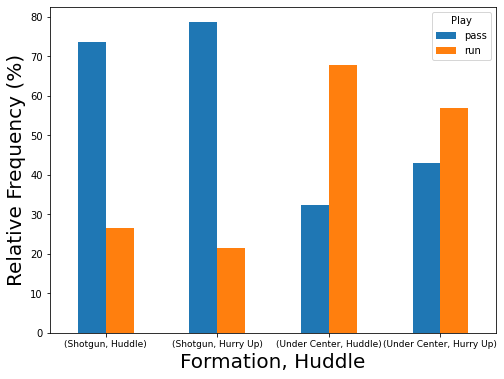 80
70
60
50
40
30
20
10
0
Relative Frequency (%)
Play
pass
run
(Shotgun, Huddle)
(Shotgun, Hurry Up)
(Under Center, Huddle)
(Under Center, Hurry Up)
Formation, Huddle